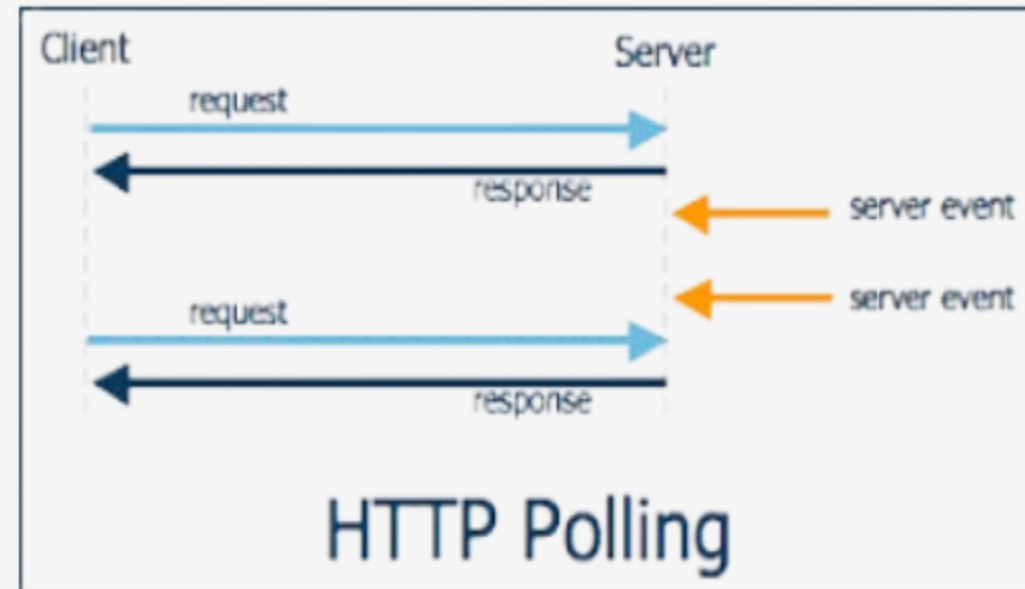 Client
Server
request
response
server event
server event
request
response
HTTP Polling